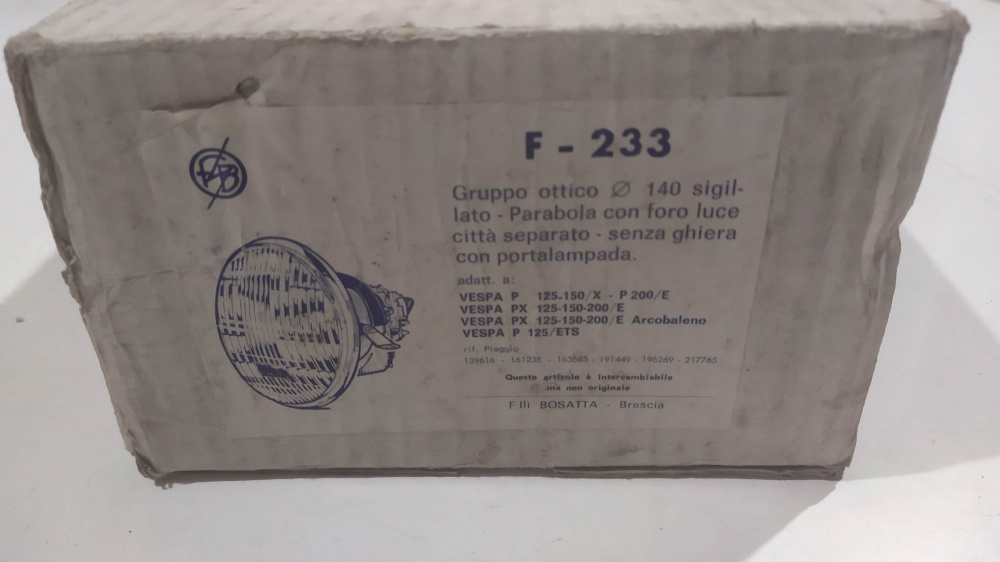 F - 233
Gruppo ottico Ø 140 sigil-
lato - Parabola con foro luce
città separato - senza ghiera
con portalampada.
adatt. a:
VESPA P 125-150/X - P 200/E
VESPA PX 125-150-200/E
VESPA PX 125-150-200/E Arcobaleno
VESPA P 125/ETS
rif. Piaggio
139616 - 161235 - 163585 - 191449 - 196269 - 217765
Questo articolo è intercambiabile
ma non originale
F.lli BOSATTA - Brescia